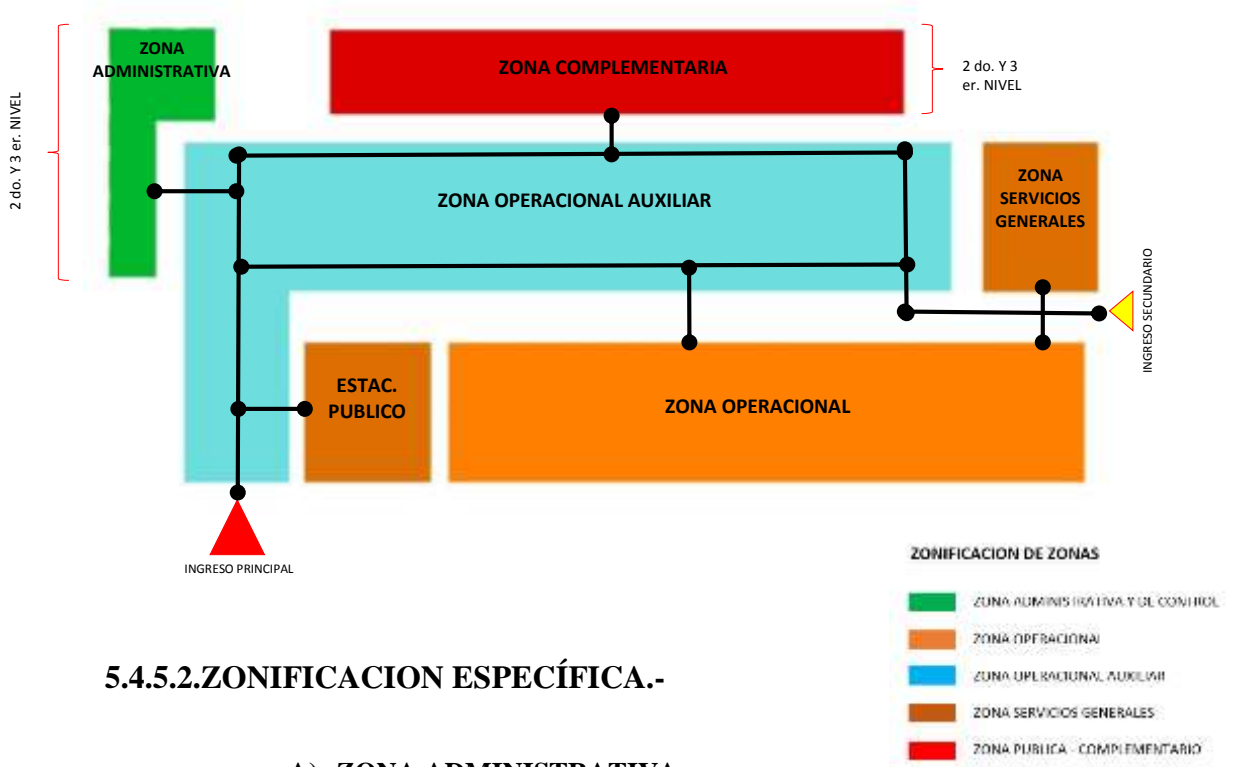 ZONA
ADMINISTRATIVA
ZONA COMPLEMENTARIA
2 do. Y 3
er. NIVEL
2 do. Y 3 er. NIVEL
ZONA OPERACIONAL AUXILIAR
ZONA
SERVICIOS
GENERALES
INGRESO SECUNDARIO
ESTAC.
PUBLICO
ZONA OPERACIONAL
INGRESO PRINCIPAL
ZONIFICACION DE ZONAS
ZONA ADMINISTRATIVA Y DE CONTROL
ZONA OPERACIONAL
ZONA OPERACIONAL AUXILIAR
ZONA SERVICIOS GENERALES
ZONA PUBLICA - COMPLEMENTARIO
5.4.5.2.ZONIFICACION ESPECÍFICA.-
A) ZONA ADMINISTRATIVA